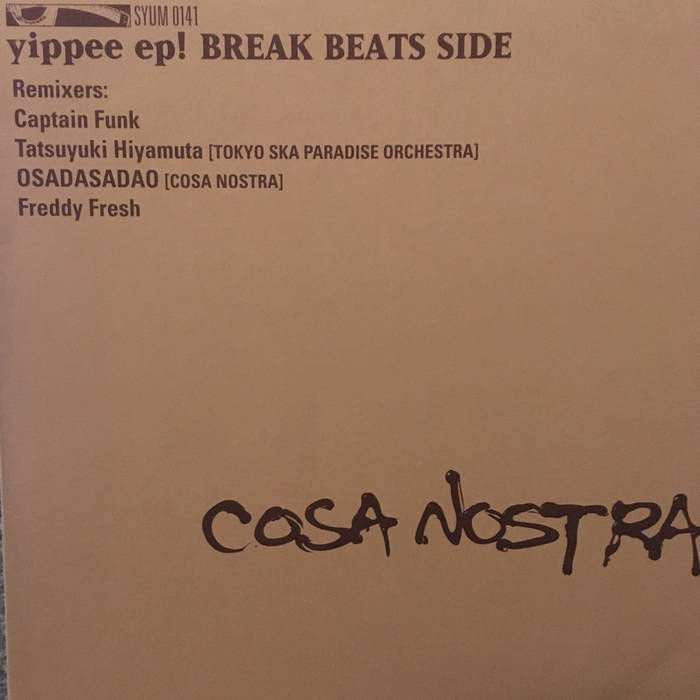 SYUM 0141
yippee ep! BREAK BEATS SIDE
Remixers:
Captain Funk
Tatsuyuki Hiyamuta [TOKYO SKA PARADISE ORCHESTRA]
OSADASADAO [COSA NOSTRA]
Freddy Fresh
COSA NOSTRA